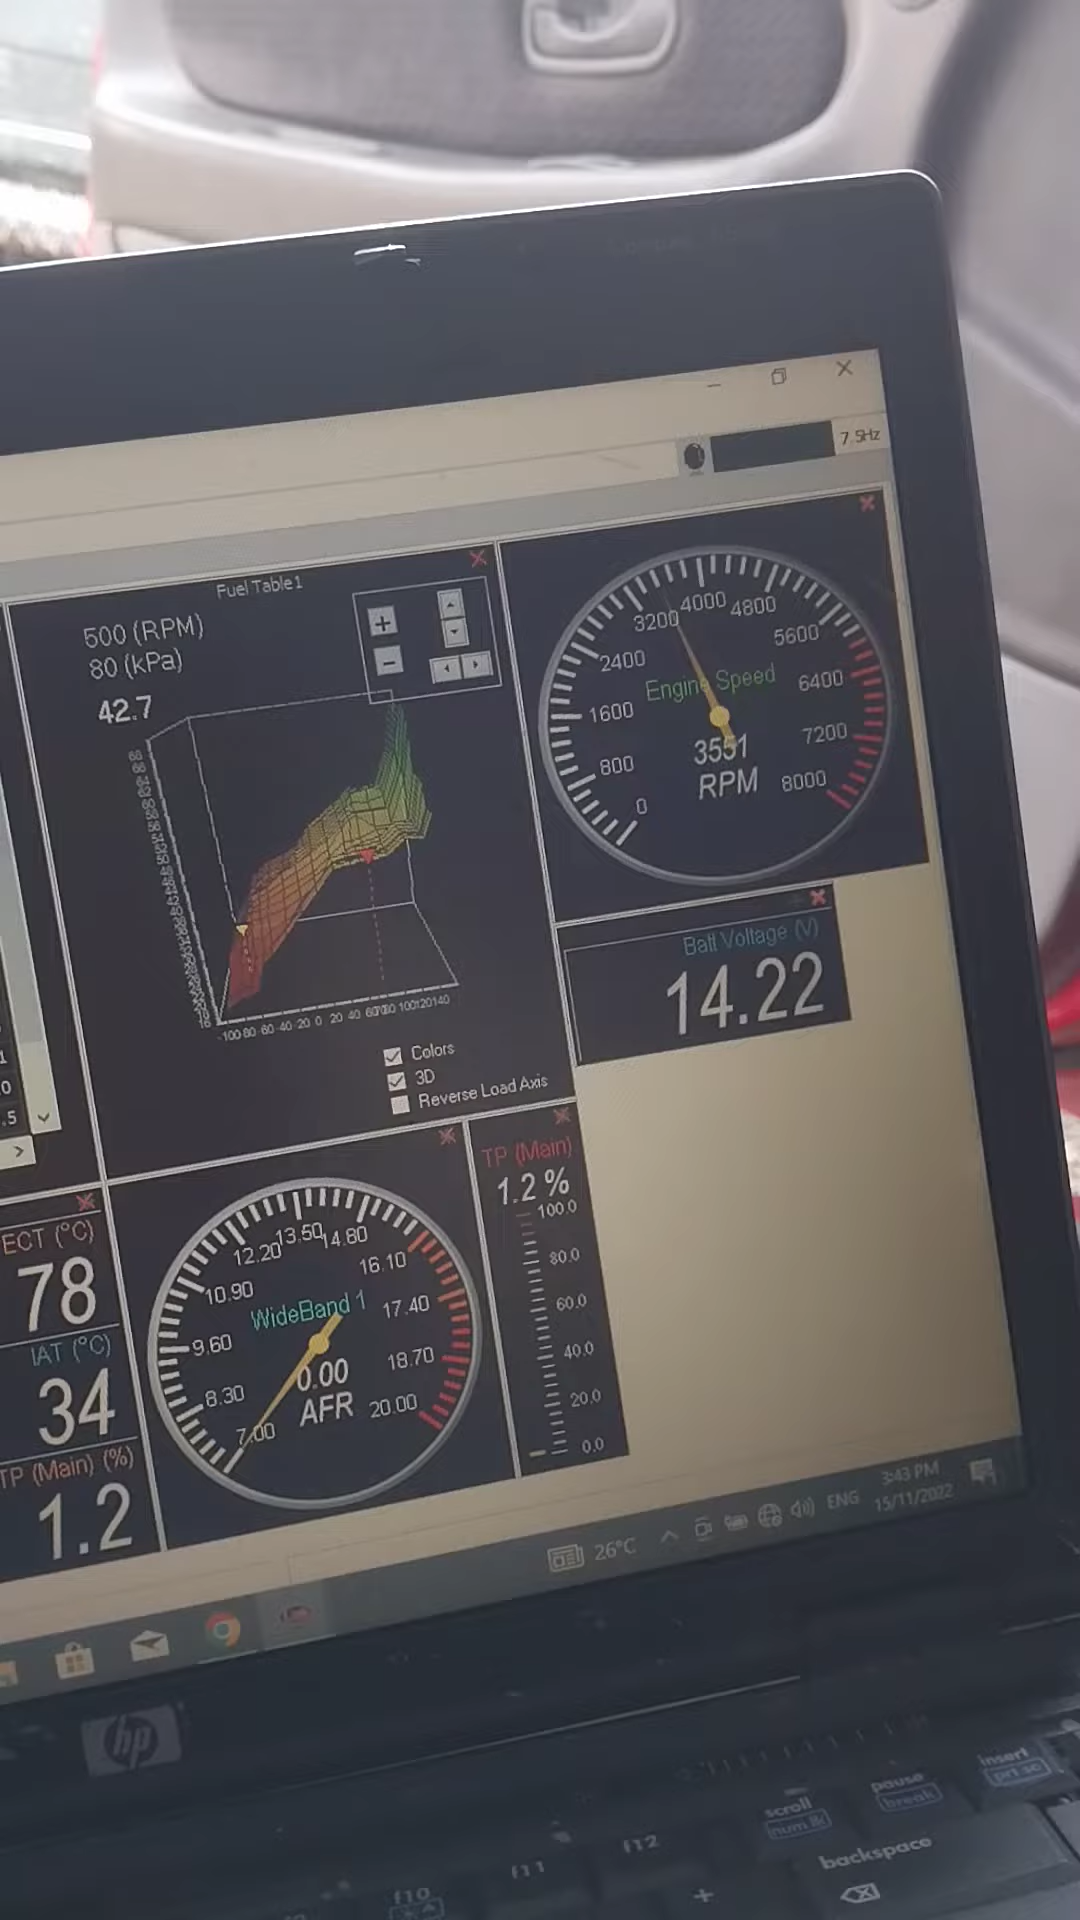 7.5Hz
Fuel Table 1
500 (RPM)
80 (kPa)
42.7
-100 80 -60 -40 -20 0 20 40 100120140
Colors
3D
Reverse Load Axis
0
800
1600
2400
3200
4000
4800
5600
6400
7200
8000
Engine Speed
3551
RPM
Batt Voltage (V)
14.22
1
0
.5
ECT (°C)
78
IAT (°C)
34
TP (Main) (%)
1.2
7.00
8.30
9.60
10.90
12.20
13.50
14.80
16.10
17.40
18.70
20.00
WideBand 1
0.00
AFR
TP (Main)
1.2 %
100.0
80.0
60.0
40.0
20.0
0.0
26°C
ENG
3:43 PM
15/11/2022
hp
insert
prt sc
pause
break
scroll
num lk
backspace
f12
f11
f10
+